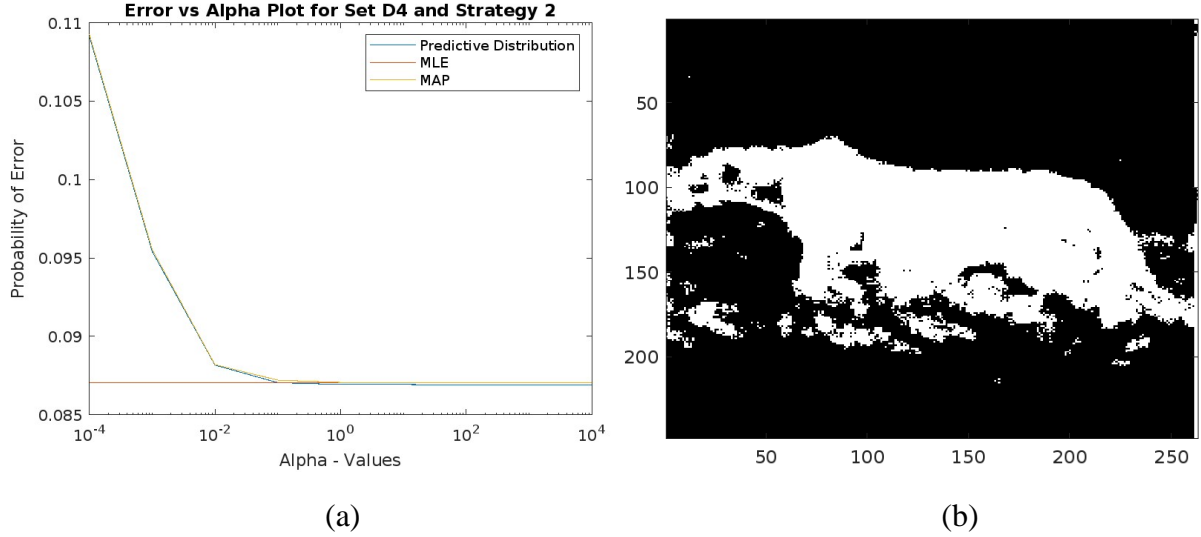 Error vs Alpha Plot for Set D4 and Strategy 2
0.11
0.105
0.1
0.095
0.09
0.085
Probability of Error
Predictive Distribution
MLE
MAP
10^-4
10^-2
10^0
10^2
10^4
Alpha - Values
50
100
150
200
50
100
150
200
250
(a)
(b)